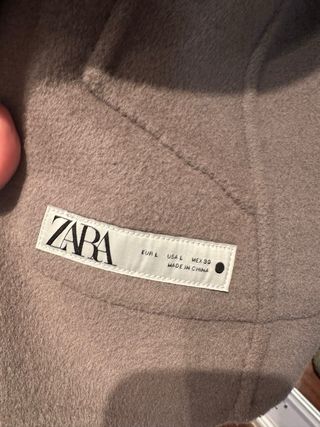 ZARA
EUR L USA L MEX 30
MADE IN CHINA